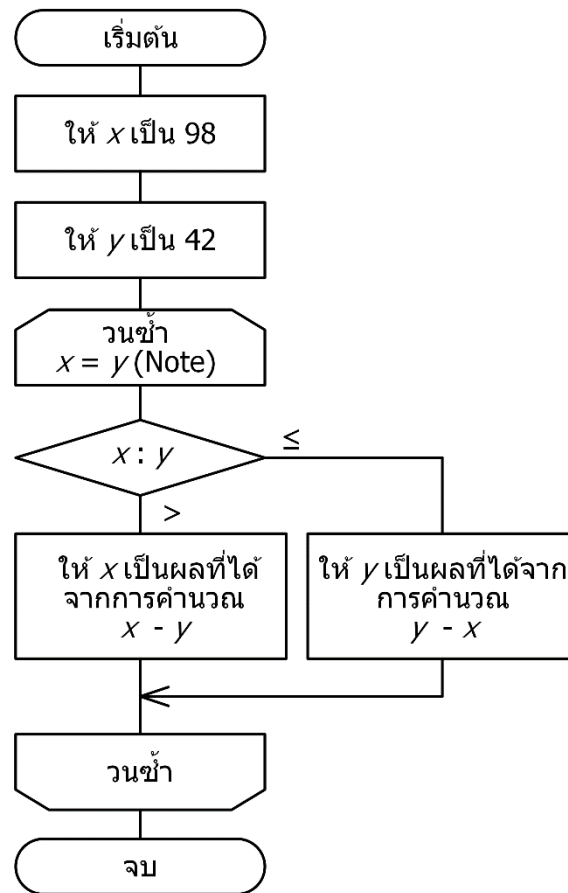 เริ่มต้น
ให้ x เป็น 98
ให้ y เป็น 42
วนซ้ำ
x = y (Note)
x : y
≤
>
ให้ x เป็นผลที่ได้
จากการคำนวณ
x - y
ให้ y เป็นผลที่ได้จาก
การคำนวณ
y - x
วนซ้ำ
จบ